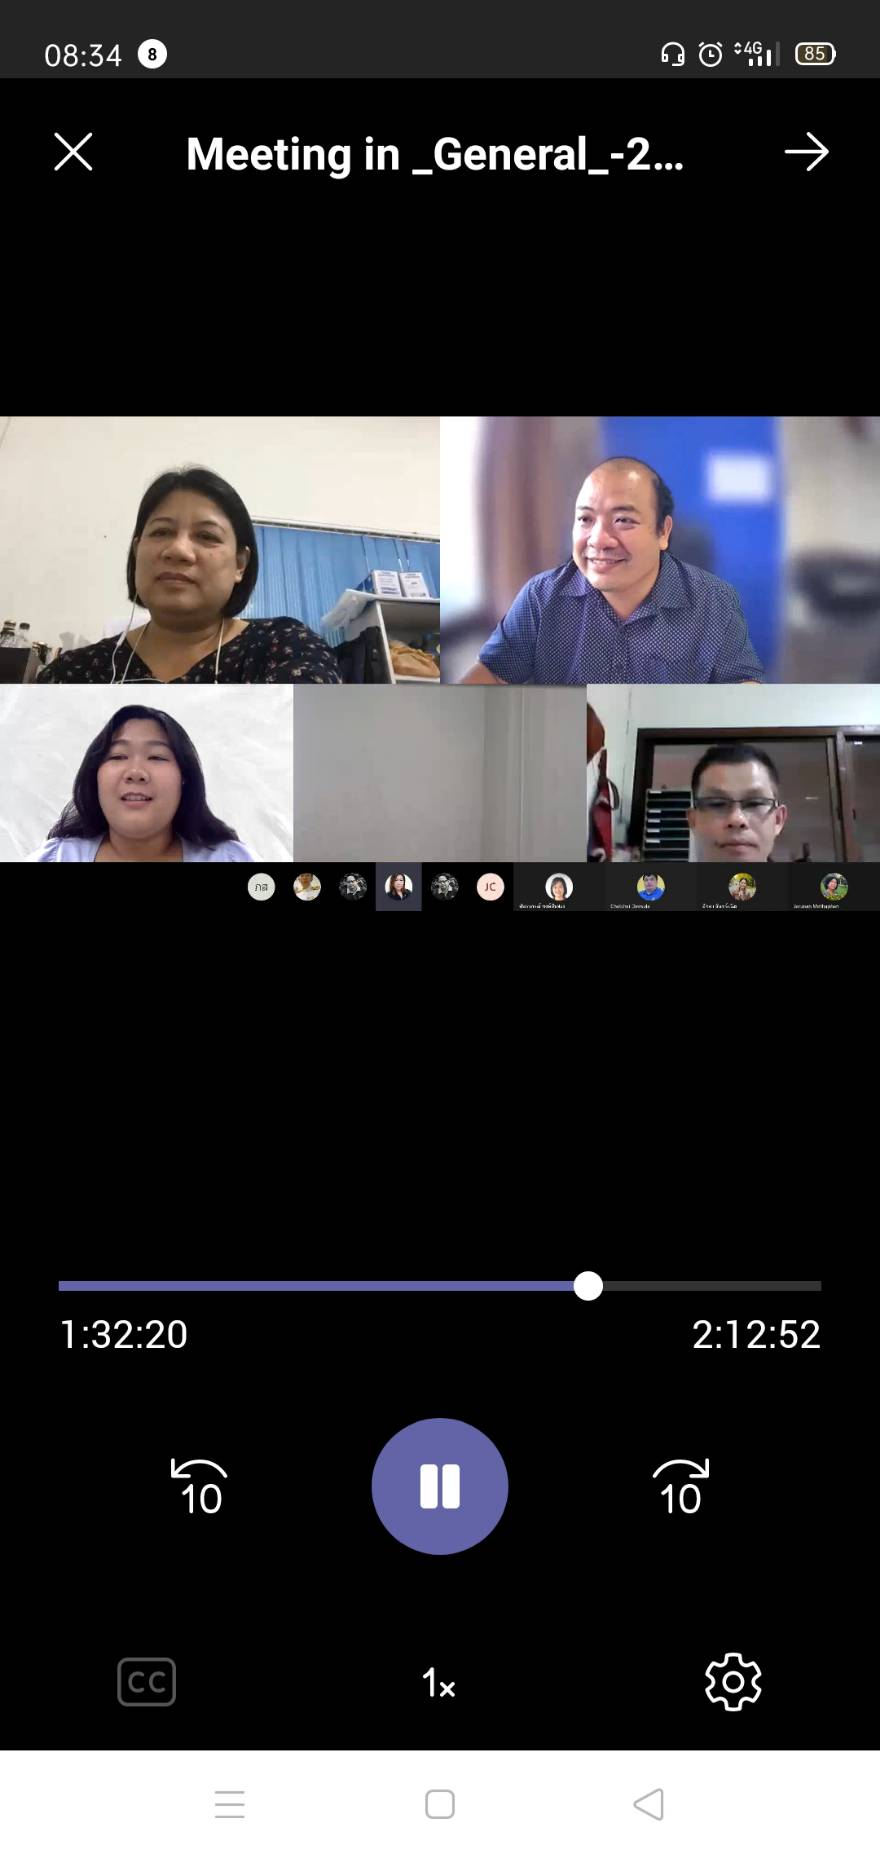 08:34 8 4G 85
Meeting in _General_-2...
ภส JC
1:32:20 2:12:52
10 10
CC 1x